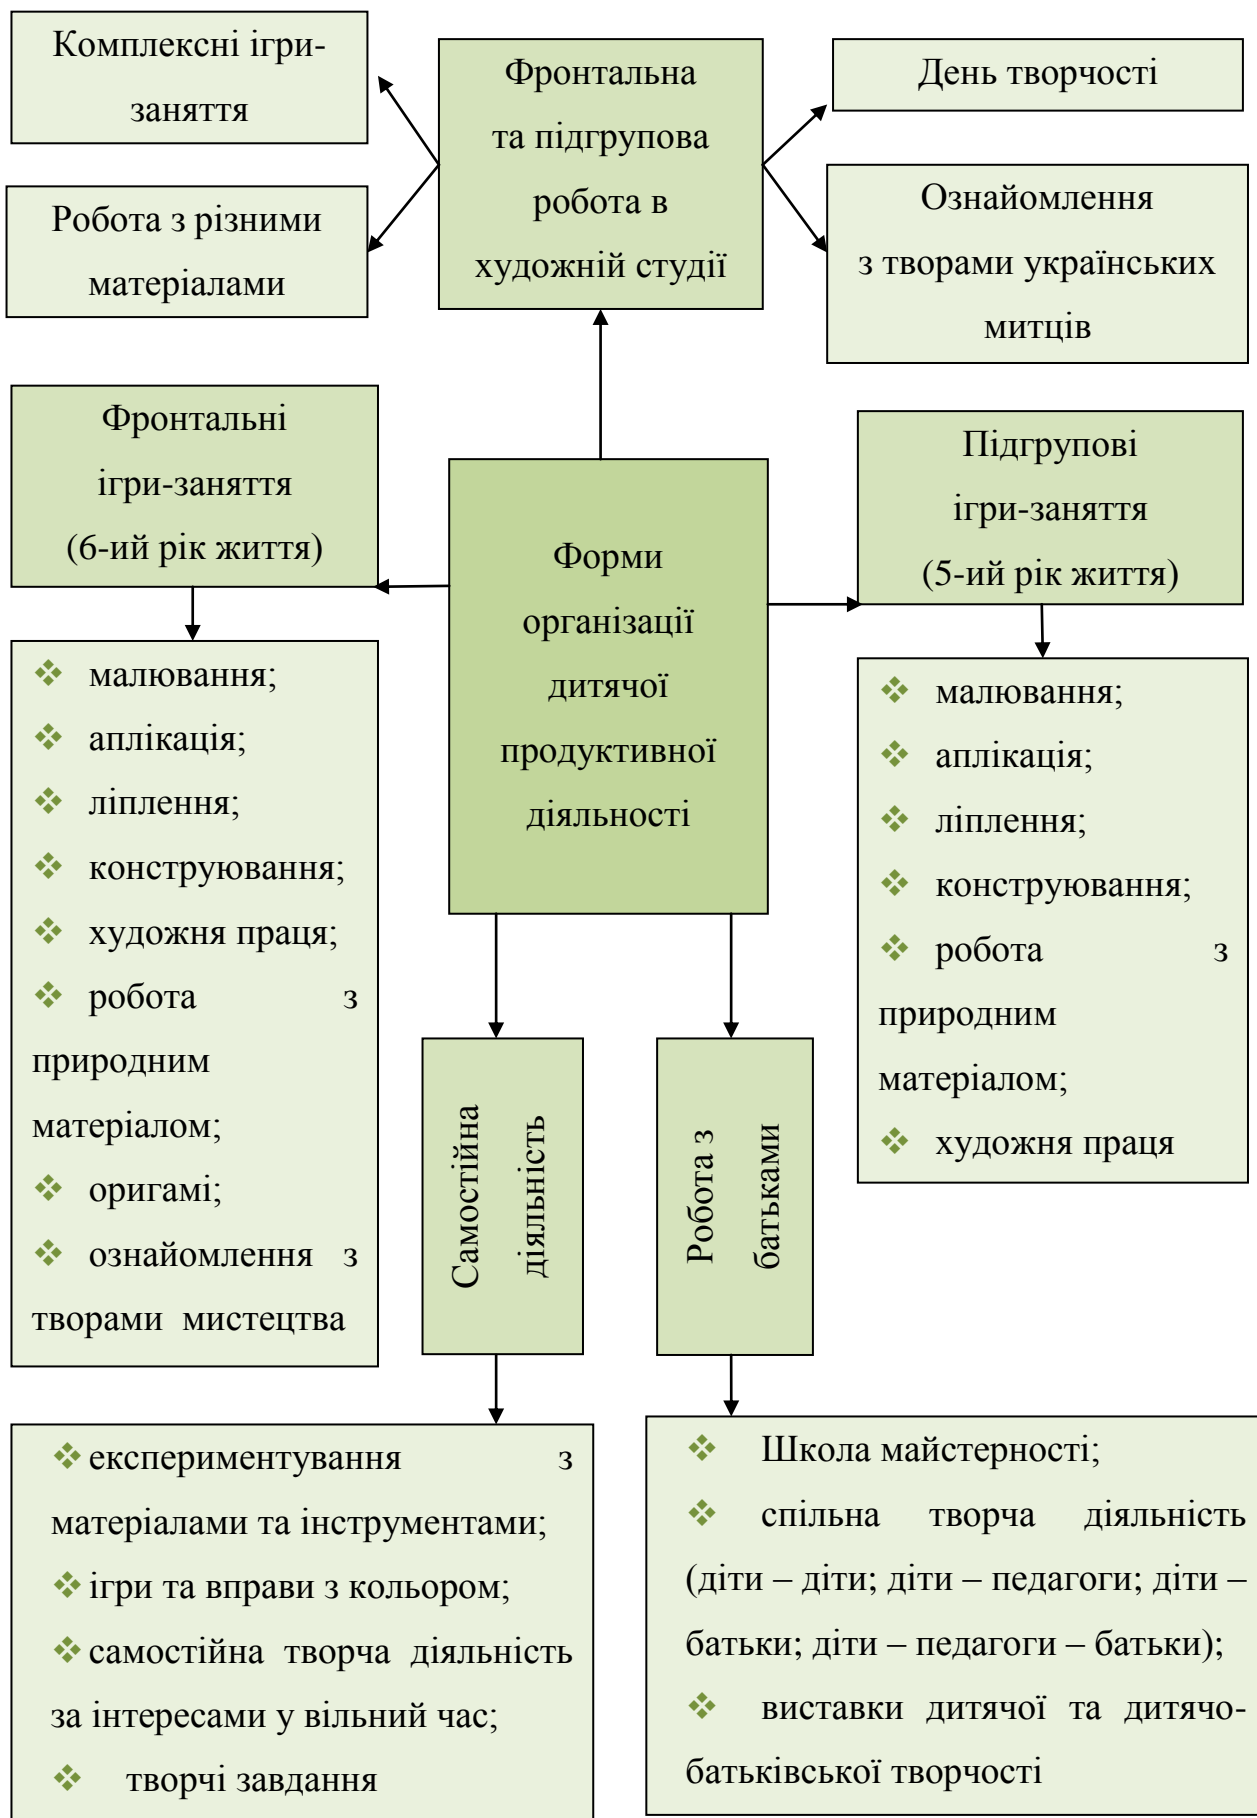 Комплексні ігри-
заняття
Фронтальна
та підгрупова
робота в
художній студії
День творчості
Робота з різними
матеріалами
Ознайомлення
з творами українських
митців
Фронтальні
ігри-заняття
(6-ий рік життя)
Форми
організації
дитячої
продуктивної
діяльності
Підгрупові
ігри-заняття
(5-ий рік життя)
❖ малювання;
❖ аплікація;
❖ ліплення;
❖ конструювання;
❖ художня праця;
❖ робота з
природним
матеріалом;
❖ оригамі;
❖ ознайомлення з
творами мистецтва
❖ малювання;
❖ аплікація;
❖ ліплення;
❖ конструювання;
❖ робота з
природним
матеріалом;
❖ художня праця
Самостійна
діяльність
Робота з
батьками
❖ експериментування з
матеріалами та інструментами;
❖ ігри та вправи з кольором;
❖ самостійна творча діяльність
за інтересами у вільний час;
❖ творчі завдання
❖ Школа майстерності;
❖ спільна творча діяльність
(діти – діти; діти – педагоги; діти –
батьки; діти – педагоги – батьки);
❖ виставки дитячої та дитячо-
батьківської творчості